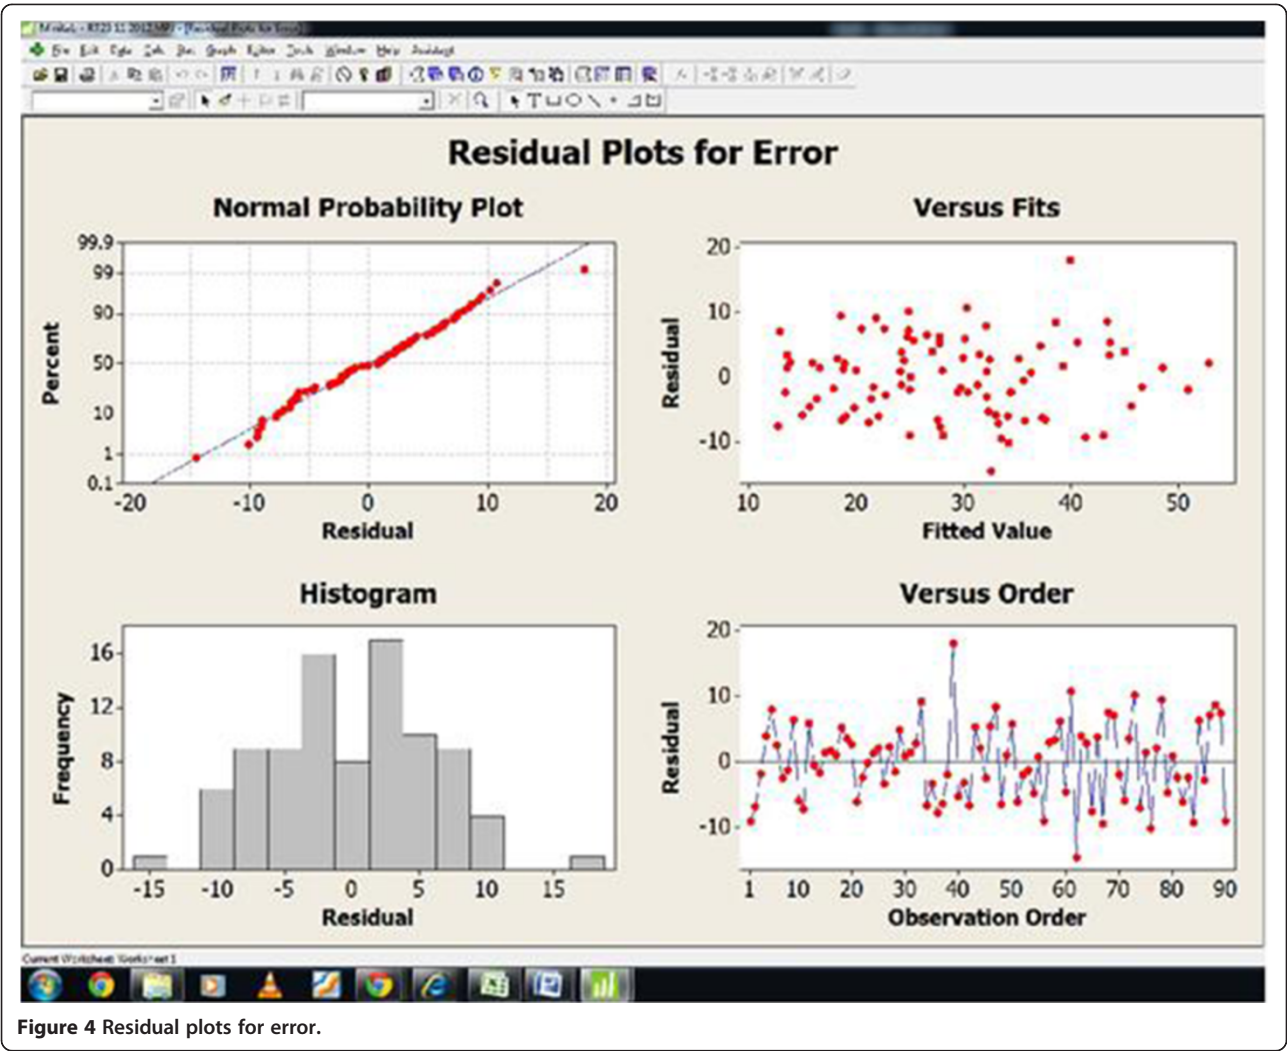 Residual Plots for Error
Normal Probability Plot
99.9
99
90
50
10
1
0.1
Percent
-20 -10 0 10 20
Residual
Versus Fits
20
10
0
-10
Residual
10 20 30 40 50
Fitted Value
Histogram
16
12
8
4
0
Frequency
-15 -10 -5 0 5 10 15
Residual
Versus Order
20
10
0
-10
Residual
1 10 20 30 40 50 60 70 80 90
Observation Order
Current Worksheet: Worksheet 1
Figure 4 Residual plots for error.